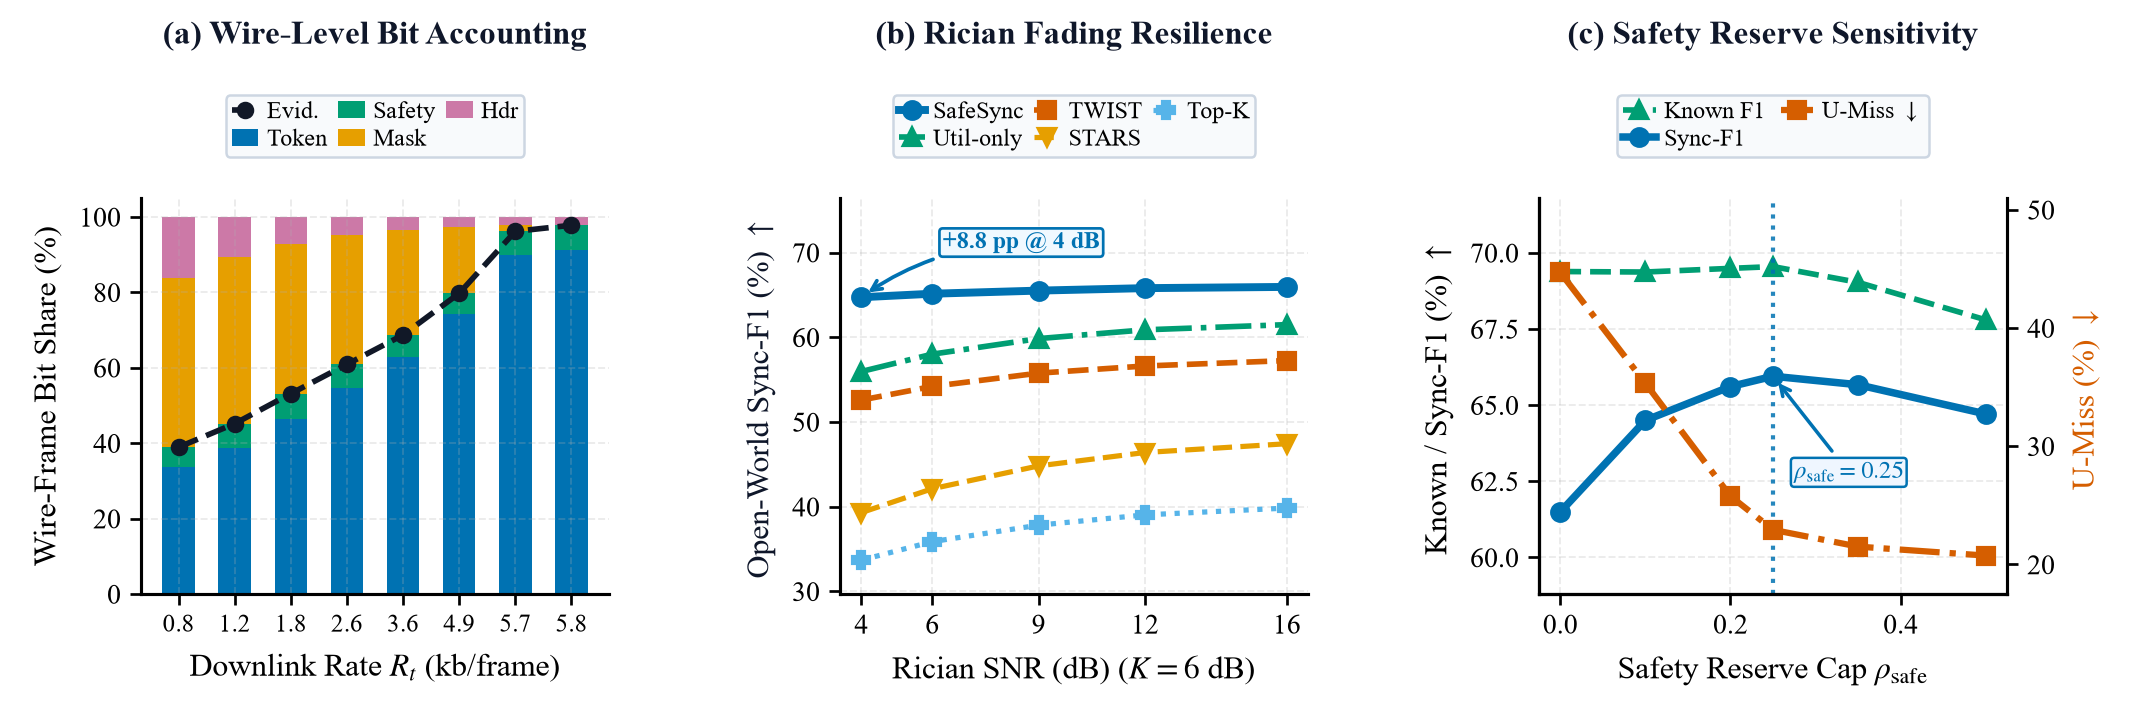 (a) Wire-Level Bit Accounting
Evid. Safety Hdr
Token Mask
Wire-Frame Bit Share (%)
100
80
60
40
20
0
0.8 1.2 1.8 2.6 3.6 4.9 5.7 5.8
Downlink Rate R_t (kb/frame)
(b) Rician Fading Resilience
SafeSync TWIST Top-K
Util-only STARS
Open-World Sync-F1 (%) ↑
+8.8 pp @ 4 dB
70
60
50
40
30
4 6 9 12 16
Rician SNR (dB) (K = 6 dB)
(c) Safety Reserve Sensitivity
Known F1 U-Miss ↓
Sync-F1
Known / Sync-F1 (%) ↑
70.0
67.5
65.0
62.5
60.0
ρ_safe = 0.25
50
40
30
20
U-Miss (%) ↓
0.0 0.2 0.4
Safety Reserve Cap ρ_safe